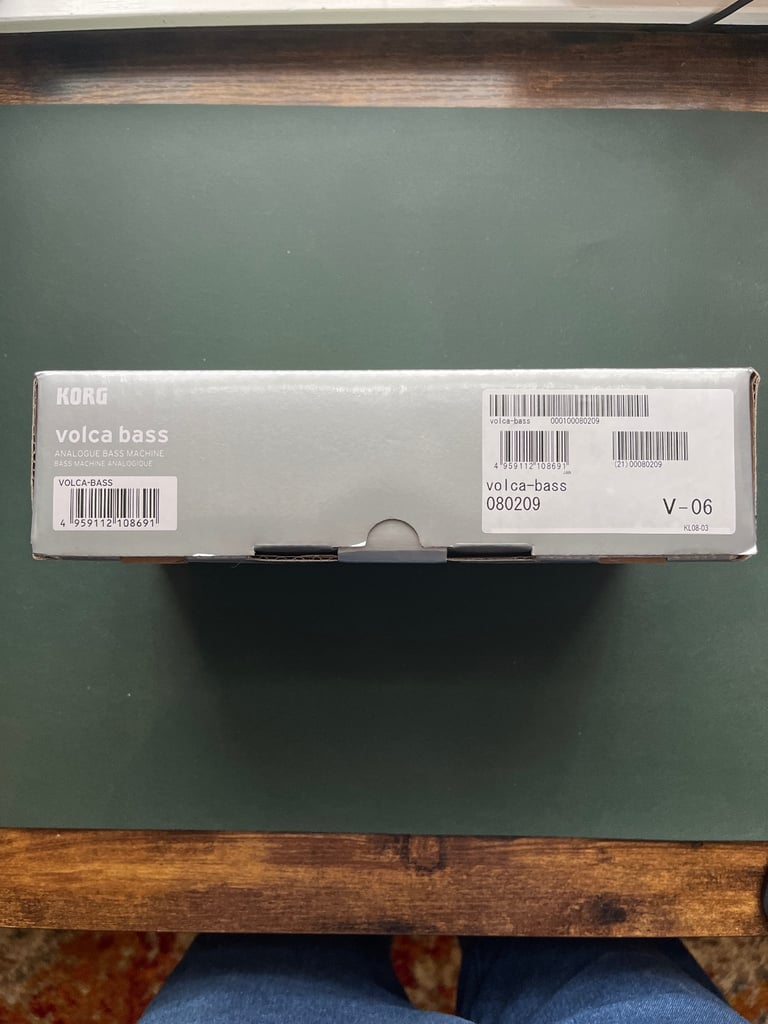 KORG
volca bass
ANALOGUE BASS MACHINE
BASS MACHINE ANALOGIQUE
VOLCA-BASS
4 959112 108691
volca-bass 000100080209
4 959112 108691
(21)00080209
volca-bass
080209
V-06
KL08-03